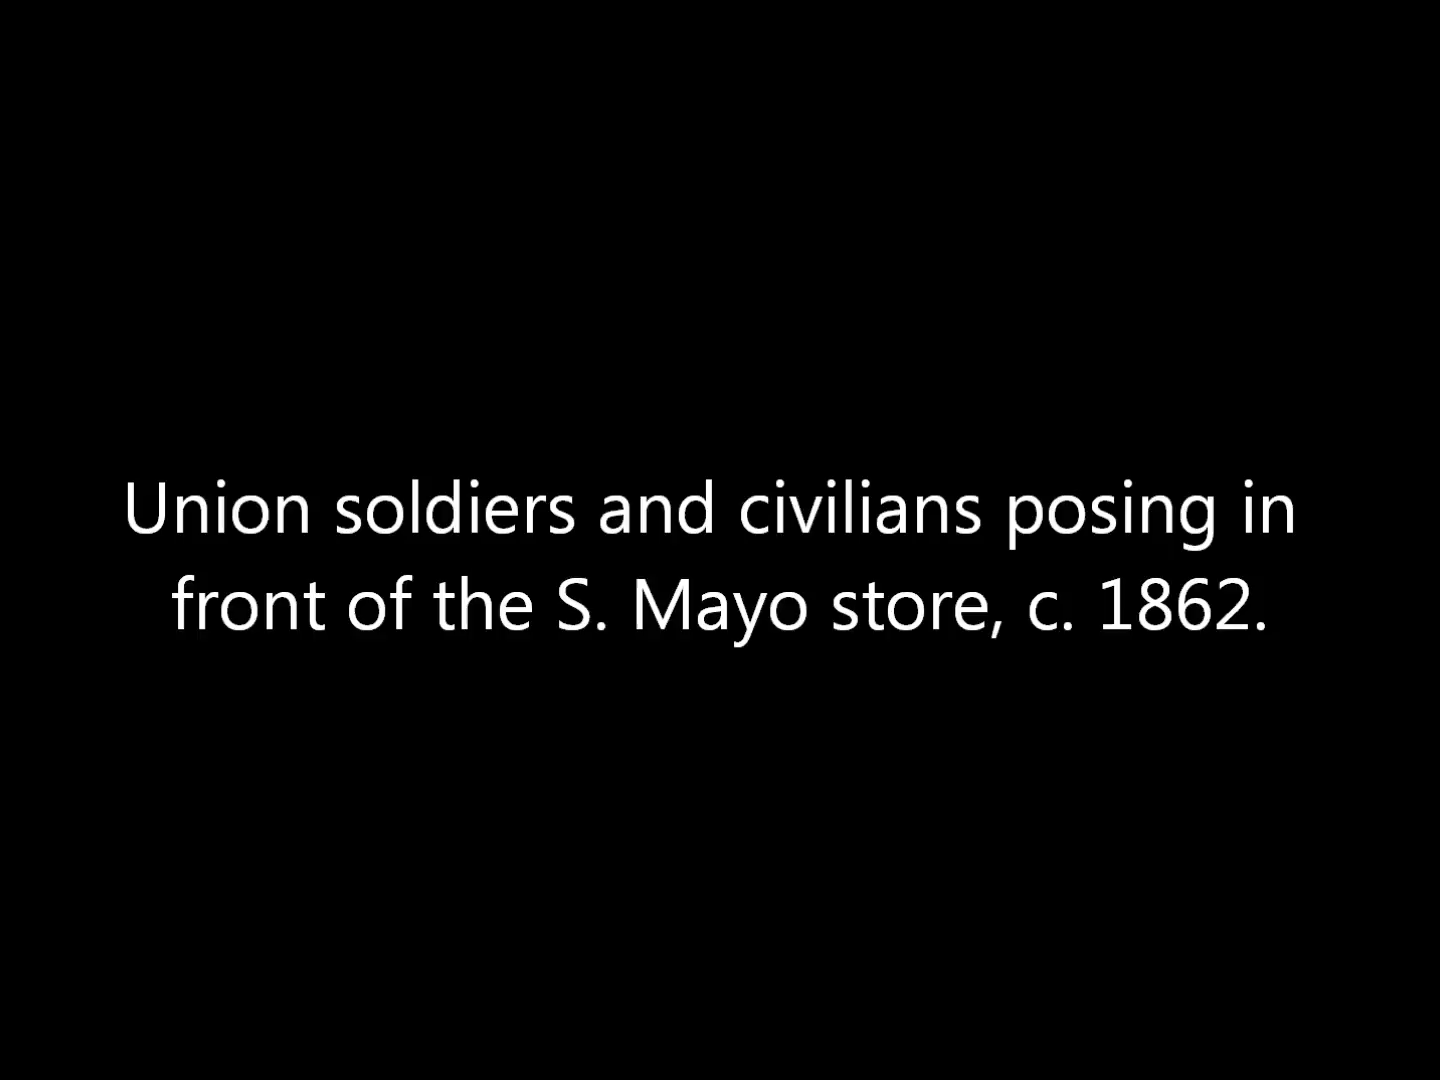 Union soldiers and civilians posing in
front of the S. Mayo store, c. 1862.